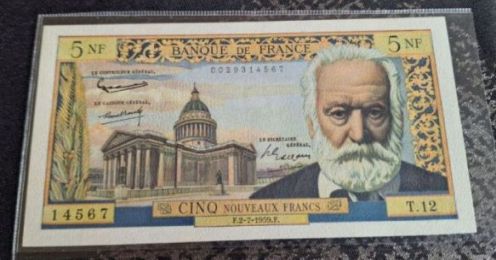 5 NF BANQUE DE FRANCE 5 NF
0029314567
LE CONTROLEUR GÉNÉRAL,
LE CAISSIER GÉNÉRAL,
LE SECRÉTAIRE
GÉNÉRAL,
14567 CINQ NOUVEAUX FRANCS T.12
F.2-7-1959.F.